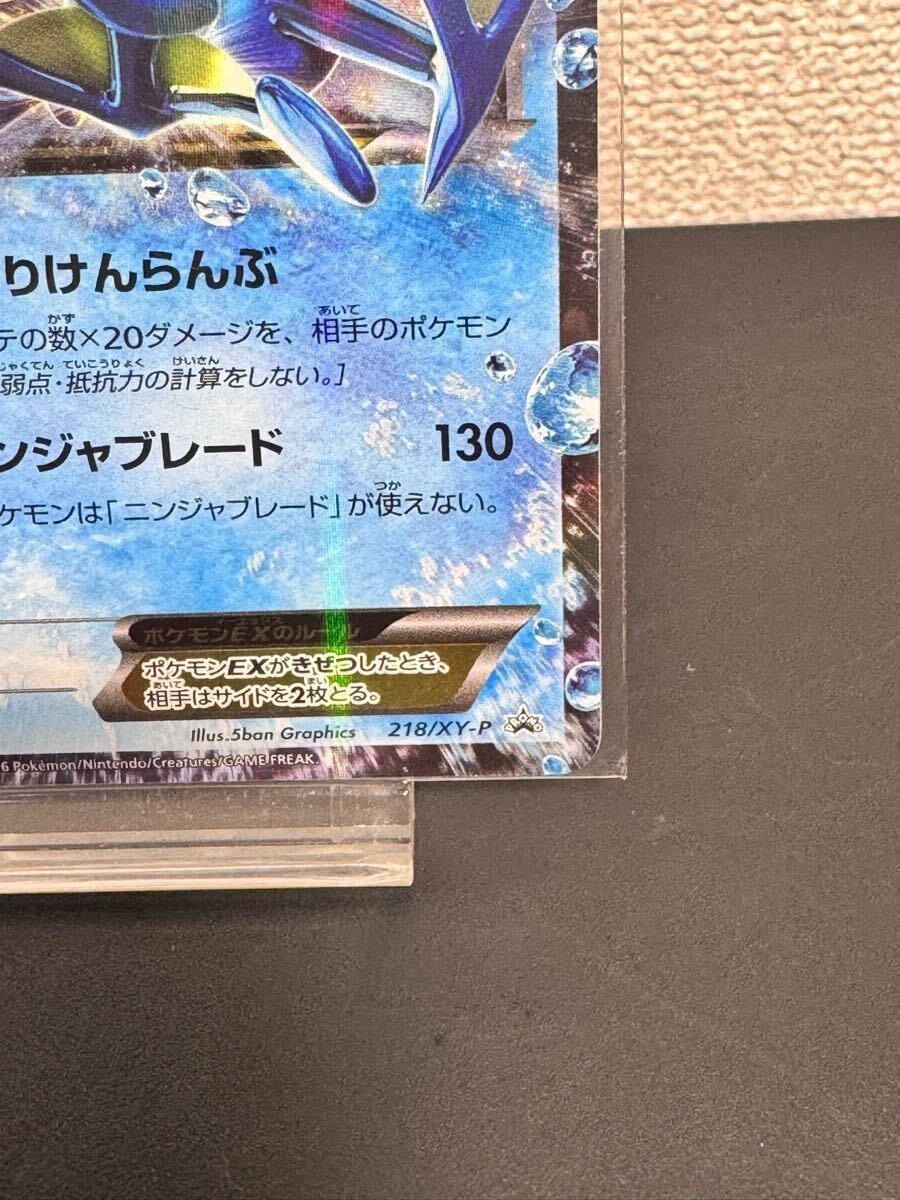 りけんらんぶ
テの数×20ダメージを、相手のポケモン
弱点・抵抗力の計算をしない。]
ンジャブレード 130
ケモンは「ニンジャブレード」が使えない。
ポケモンEXのルール
ポケモンEXがきぜつしたとき、
相手はサイドを2枚とる。
Illus.5ban Graphics 218/XY-P
6 Pokémon/Nintendo/Creatures/GAME FREAK.